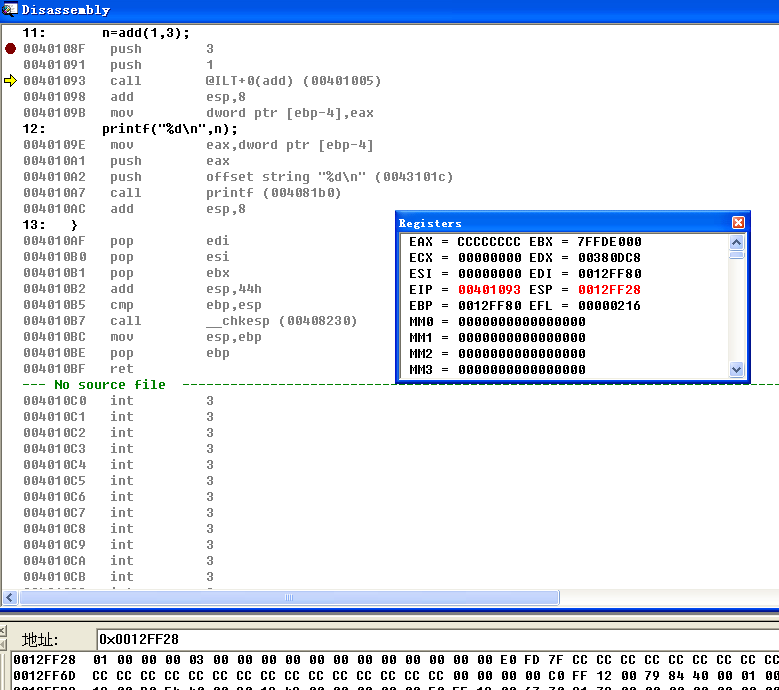 Disassembly
11: n=add(1,3);
0040108F push 3
00401091 push 1
00401093 call @ILT+0(add) (00401005)
00401098 add esp,8
0040109B mov dword ptr [ebp-4],eax
12: printf("%d\n",n);
0040109E mov eax,dword ptr [ebp-4]
004010A1 push eax
004010A2 push offset string "%d\n" (0043101c)
004010A7 call printf (004081b0)
004010AC add esp,8
13: }
004010AF pop edi
004010B0 pop esi
004010B1 pop ebx
004010B2 add esp,44h
004010B5 cmp ebp,esp
004010B7 call __chkesp (00408230)
004010BC mov esp,ebp
004010BE pop ebp
004010BF ret
--- No source file ---
004010C0 int 3
004010C1 int 3
004010C2 int 3
004010C3 int 3
004010C4 int 3
004010C5 int 3
004010C6 int 3
004010C7 int 3
004010C8 int 3
004010C9 int 3
004010CA int 3
004010CB int 3
Registers
EAX = CCCCCCCC EBX = 7FFDE000
ECX = 00000000 EDX = 00380DC8
ESI = 00000000 EDI = 0012FF80
EIP = 00401093 ESP = 0012FF28
EBP = 0012FF80 EFL = 00000216
MM0 = 0000000000000000
MM1 = 0000000000000000
MM2 = 0000000000000000
MM3 = 0000000000000000
地址: 0x0012FF28
0012FF28 01 00 00 00 03 00 00 00 00 00 00 00 00 00 00 00 00 E0 FD 7F CC CC CC CC CC CC CC
0012FF6D CC CC CC CC CC CC CC CC CC CC CC CC CC CC CC 00 00 00 00 C0 FF 12 00 79 84 40 00 01 00